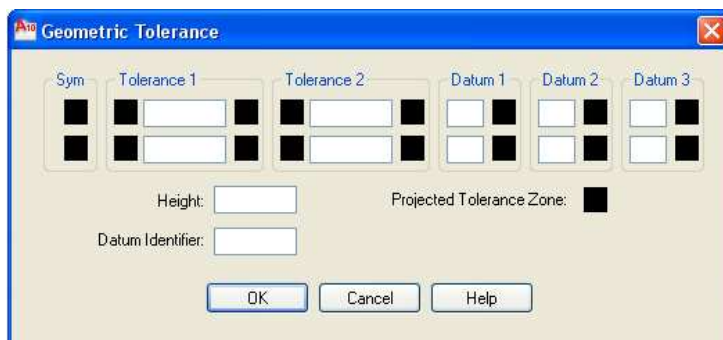 A10 Geometric Tolerance
Sym Tolerance 1 Tolerance 2 Datum 1 Datum 2 Datum 3
Height: Projected Tolerance Zone:
Datum Identifier:
OK Cancel Help